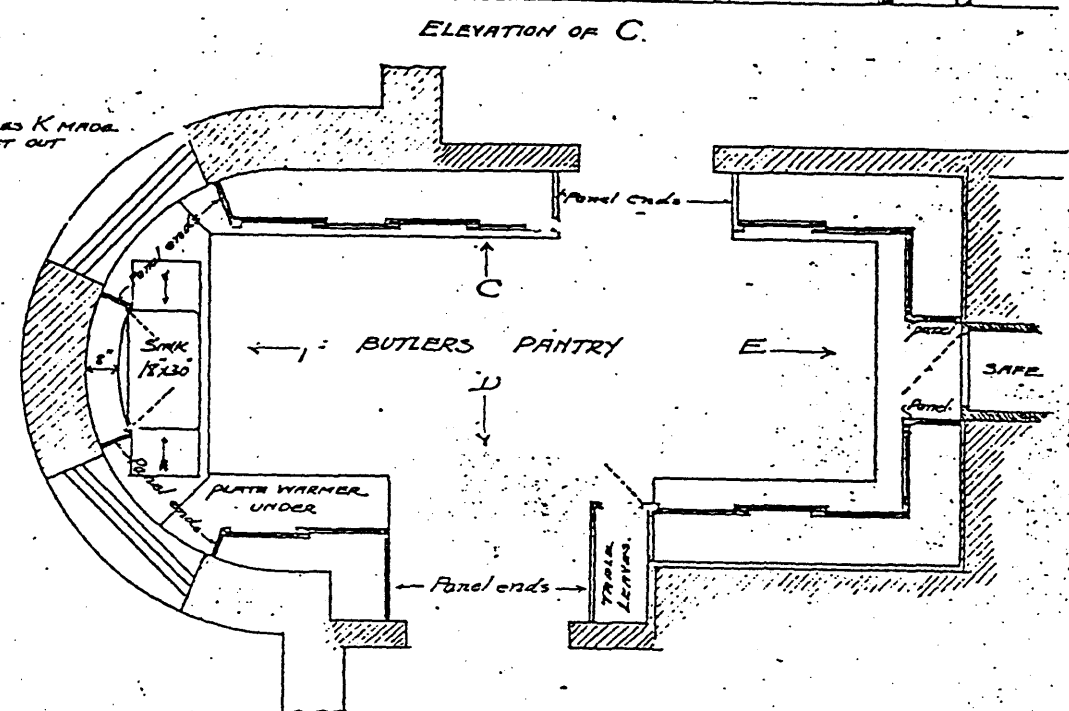 ELEVATION OF C.
K MADE
OUT
Panel ends
Panel ends
C
SINK
18"x30"
8"
BUTLERS PANTRY
E
D
Panel
SAFE
Panel.
Panel ends
PLATE WARMER
UNDER
Panel ends
TABLE
LEAVES.